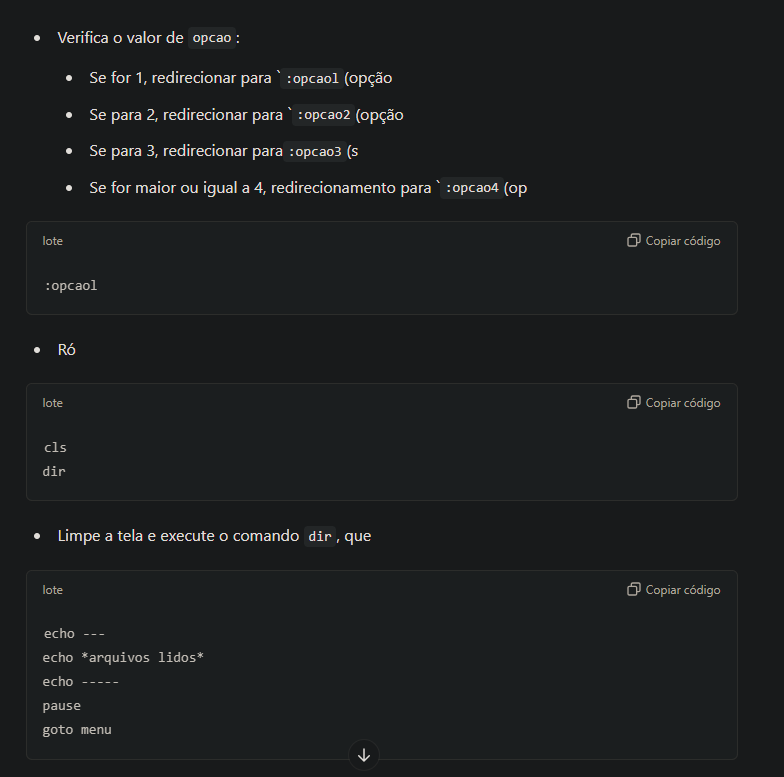 Verifica o valor de opcao :
Se for 1, redirecionar para `:opcaol (opção
Se para 2, redirecionar para `:opcao2 (opção
Se para 3, redirecionar para :opcao3 (s
Se for maior ou igual a 4, redirecionamento para `:opcao4 (op
lote Copiar código
:opcaol
Ró
lote Copiar código
cls
dir
Limpe a tela e execute o comando dir , que
lote Copiar código
echo ---
echo *arquivos lidos*
echo -----
pause
goto menu